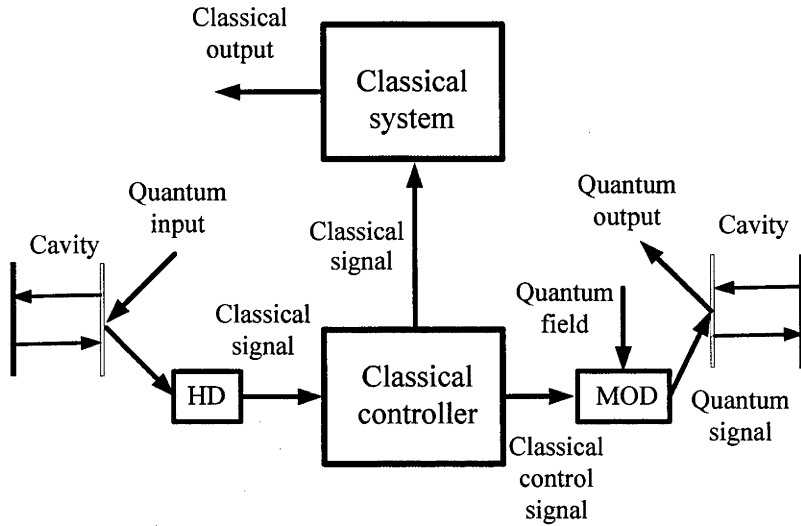 Classical
output
Classical
system
Quantum
input
Cavity
Classical
signal
Quantum
output
Cavity
Classical
signal
Quantum
field
HD
Classical
controller
MOD
Quantum
signal
Classical
control
signal